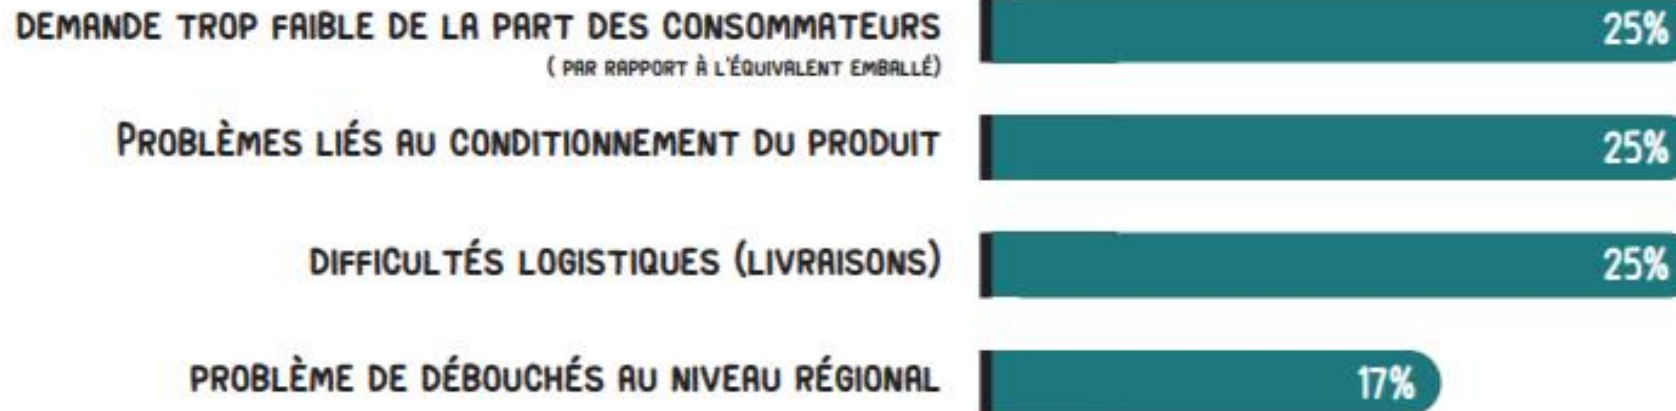 DEMANDE TROP FAIBLE DE LA PART DES CONSOMMATEURS 25%
( PAR RAPPORT À L'ÉQUIVALENT EMBALLÉ)
PROBLÈMES LIÉS AU CONDITIONNEMENT DU PRODUIT 25%
DIFFICULTÉS LOGISTIQUES (LIVRAISONS) 25%
PROBLÈME DE DÉBOUCHÉS AU NIVEAU RÉGIONAL 17%